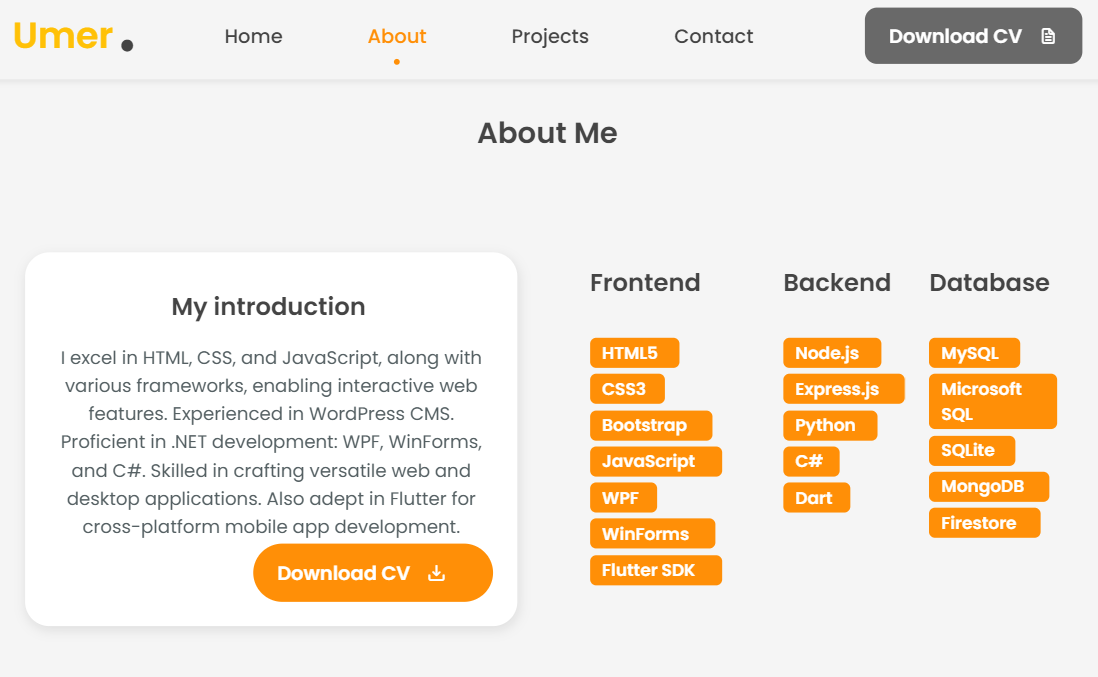 Umer.
Home
About
Projects
Contact
Download CV
About Me
My introduction
I excel in HTML, CSS, and JavaScript, along with
various frameworks, enabling interactive web
features. Experienced in WordPress CMS.
Proficient in .NET development: WPF, WinForms,
and C#. Skilled in crafting versatile web and
desktop applications. Also adept in Flutter for
cross-platform mobile app development.
Download CV
Frontend
HTML5
CSS3
Bootstrap
JavaScript
WPF
WinForms
Flutter SDK
Backend
Node.js
Express.js
Python
C#
Dart
Database
MySQL
Microsoft
SQL
SQLite
MongoDB
Firestore